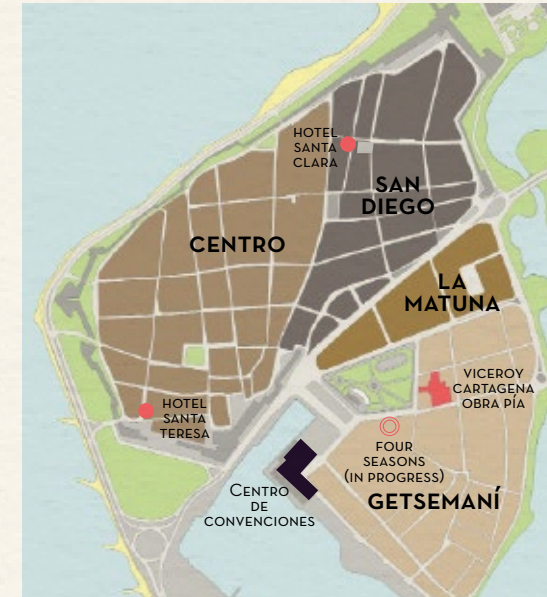 HOTEL
SANTA
CLARA
SAN
DIEGO
CENTRO
LA
MATUNA
VICEROY
CARTAGENA
OBRA PÍA
HOTEL
SANTA
TERESA
FOUR
SEASONS
(IN PROGRESS)
CENTRO
DE
CONVENCIONES
GETSEMANÍ